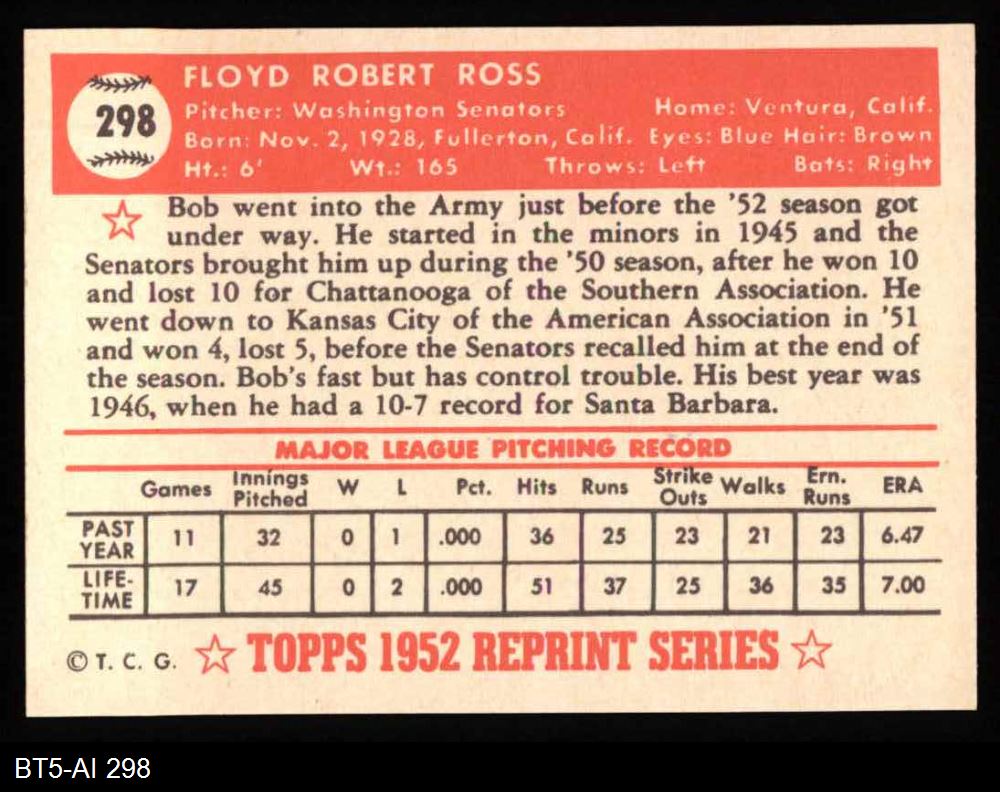 FLOYD ROBERT ROSS
298
Pitcher: Washington Senators Home: Ventura, Calif.
Born: Nov. 2, 1928, Fullerton, Calif. Eyes: Blue Hair: Brown
Ht.: 6' Wt.: 165 Throws: Left Bats: Right
Bob went into the Army just before the '52 season got
under way. He started in the minors in 1945 and the
Senators brought him up during the '50 season, after he won 10
and lost 10 for Chattanooga of the Southern Association. He
went down to Kansas City of the American Association in '51
and won 4, lost 5, before the Senators recalled him at the end of
the season. Bob's fast but has control trouble. His best year was
1946, when he had a 10-7 record for Santa Barbara.
MAJOR LEAGUE PITCHING RECORD
Games Innings Pitched W L Pct. Hits Runs Strike Outs Walks Ern. Runs ERA
PAST YEAR 11 32 0 1 .000 36 25 23 21 23 6.47
LIFE-TIME 17 45 0 2 .000 51 37 25 36 35 7.00
© T. C. G. ☆ TOPPS 1952 REPRINT SERIES ☆
BT5-AI 298